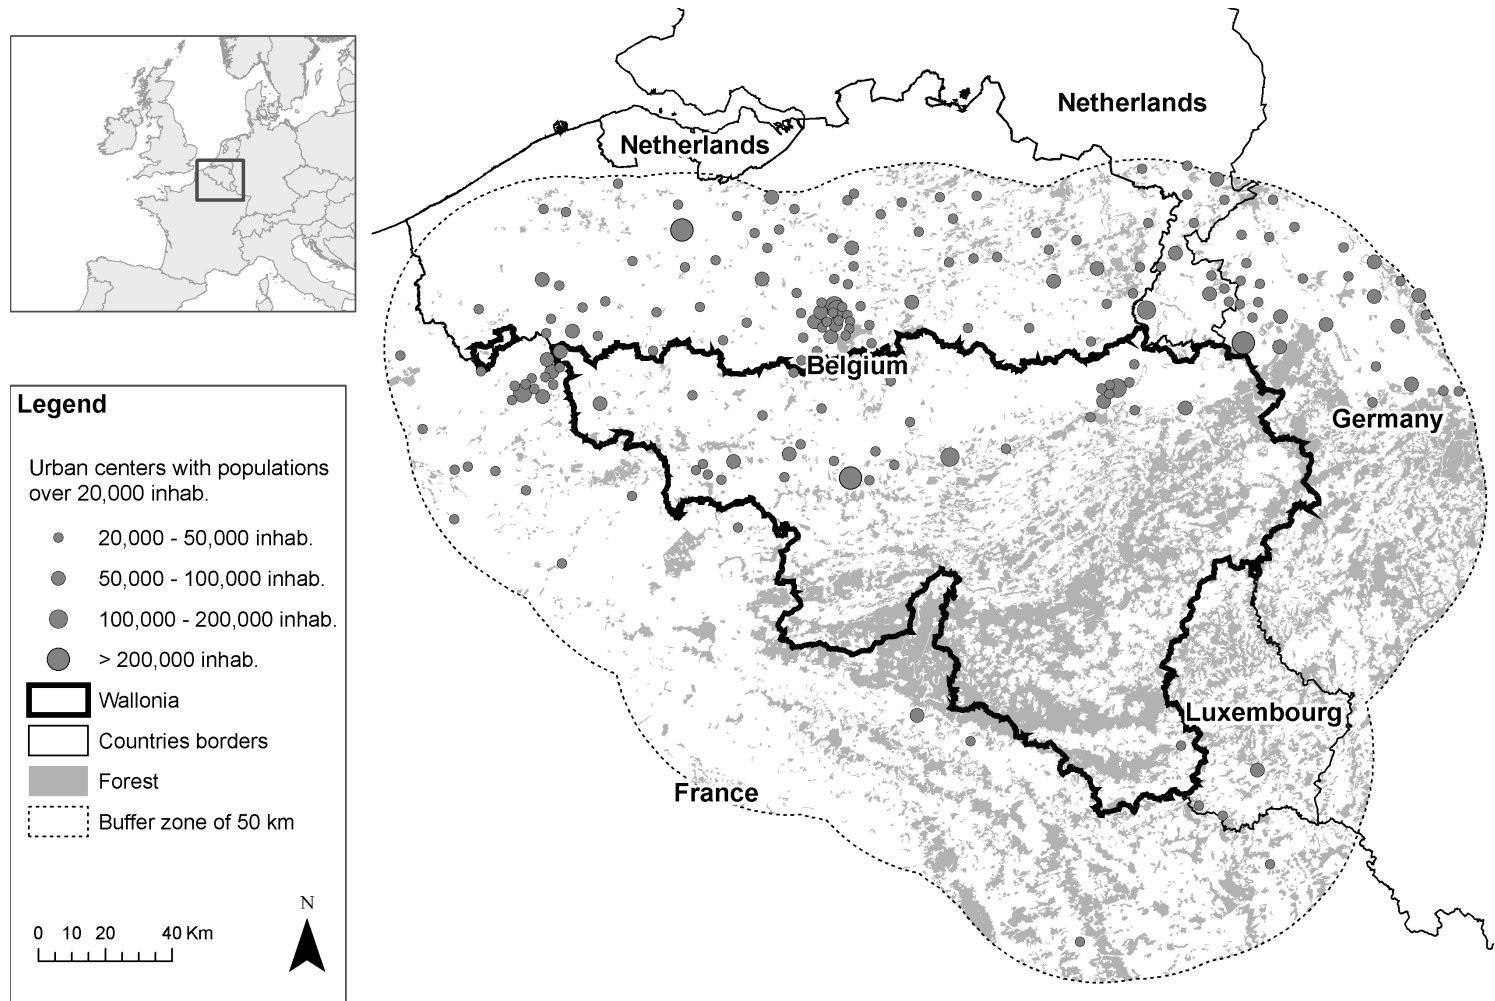 Netherlands
Netherlands
Belgium
Germany
Luxembourg
France
Legend
Urban centers with populations
over 20,000 inhab.
20,000 - 50,000 inhab.
50,000 - 100,000 inhab.
100,000 - 200,000 inhab.
> 200,000 inhab.
Wallonia
Countries borders
Forest
Buffer zone of 50 km
N
0 10 20 40 Km